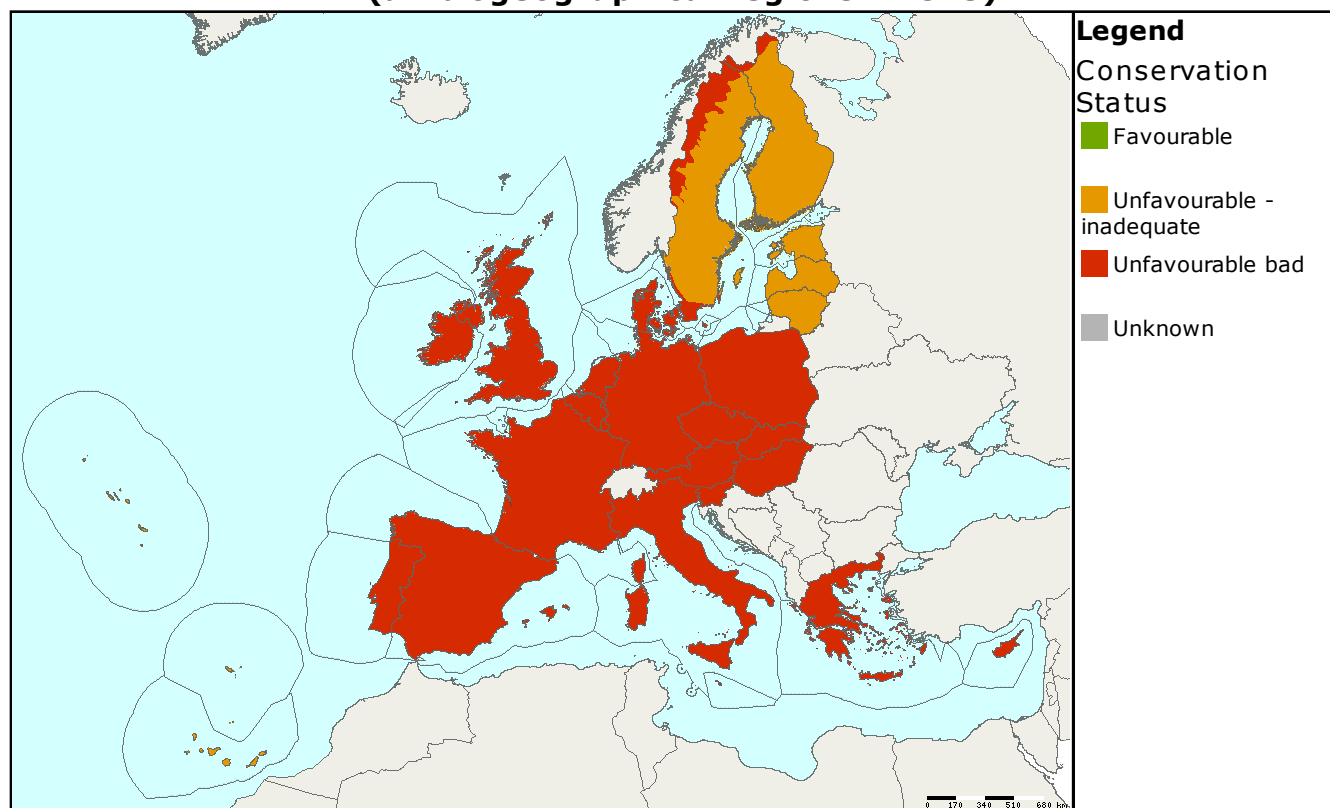 Legend
Conservation
Status
Favourable
Unfavourable -
inadequate
Unfavourable bad
Unknown
0 170 340 510 680 km